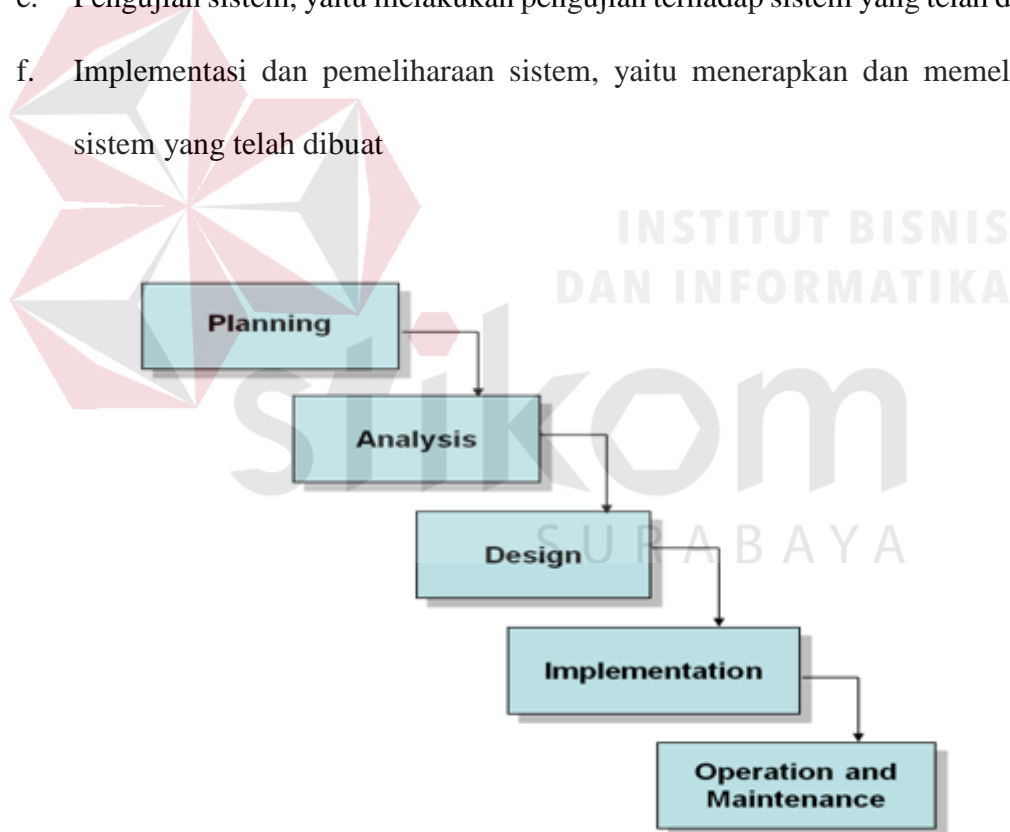 Pengujian sistem, yaitu melakukan pengujian terhadap sistem yang telah d
f. Implementasi dan pemeliharaan sistem, yaitu menerapkan dan memel
sistem yang telah dibuat
INSTITUT BISNIS
DAN INFORMATIKA
stikom
SURABAYA
Planning
Analysis
Design
Implementation
Operation and
Maintenance